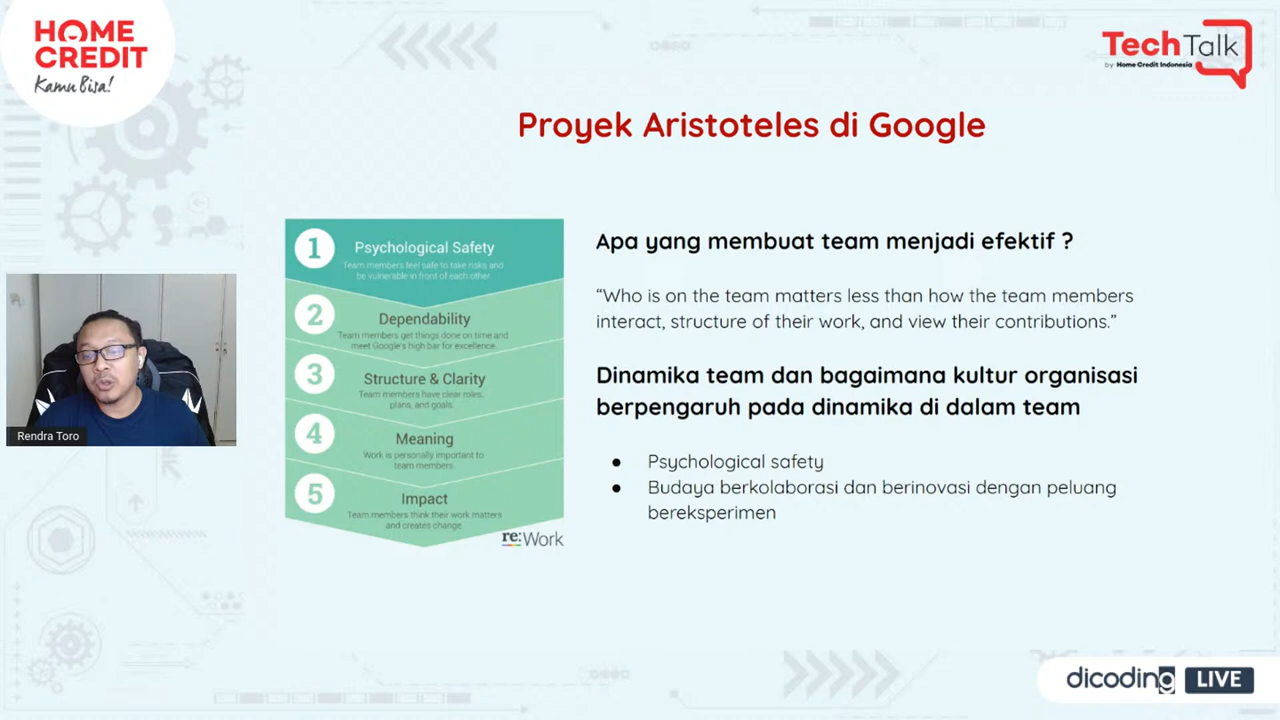 HOME
CREDIT
Kamu Bisa!
TechTalk
by Home Credit Indonesia
Proyek Aristoteles di Google
1
Psychological Safety
Team members feel safe to take risks and
be vulnerable in front of each other.
2
Dependability
Team members get things done on time and
meet Google's high bar for excellence.
3
Structure & Clarity
Team members have clear roles,
plans, and goals.
4
Meaning
Work is personally important to
team members.
5
Impact
Team members think their work matters
and creates change.
re:Work
Apa yang membuat team menjadi efektif ?
“Who is on the team matters less than how the team members
interact, structure of their work, and view their contributions.”
Dinamika team dan bagaimana kultur organisasi
berpengaruh pada dinamika di dalam team
● Psychological safety
● Budaya berkolaborasi dan berinovasi dengan peluang
bereksperimen
Rendra Toro
dicoding LIVE